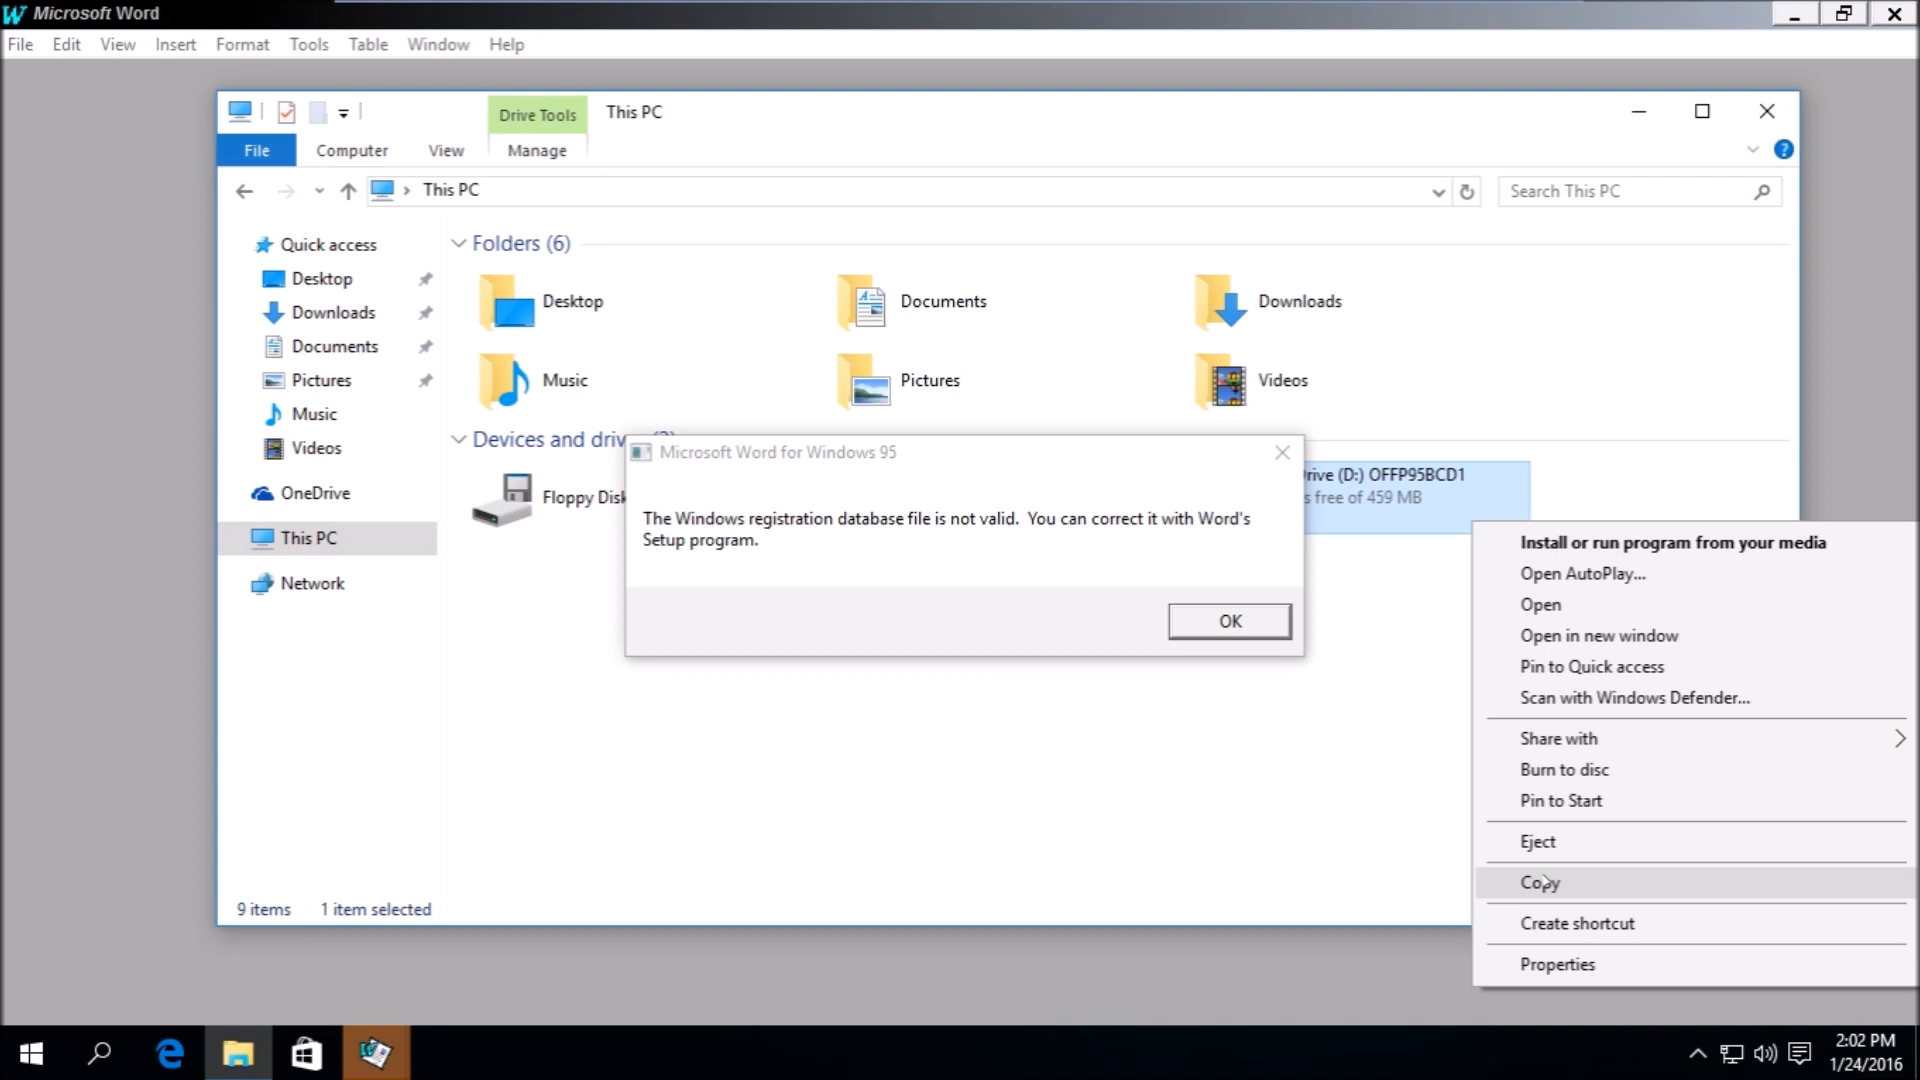 Microsoft Word
File Edit View Insert Format Tools Table Window Help
Drive Tools This PC
File Computer View Manage
This PC
Search This PC
Quick access
Desktop
Downloads
Documents
Pictures
Music
Videos
OneDrive
This PC
Network
Folders (6)
Desktop
Documents
Downloads
Music
Pictures
Videos
Devices and
Floppy
(D:) OFFP95BCD1
free of 459 MB
Microsoft Word for Windows 95
The Windows registration database file is not valid. You can correct it with Word's
Setup program.
OK
Install or run program from your media
Open AutoPlay...
Open
Open in new window
Pin to Quick access
Scan with Windows Defender...
Share with
Burn to disc
Pin to Start
Eject
Copy
Create shortcut
Properties
9 items 1 item selected
2:02 PM
1/24/2016